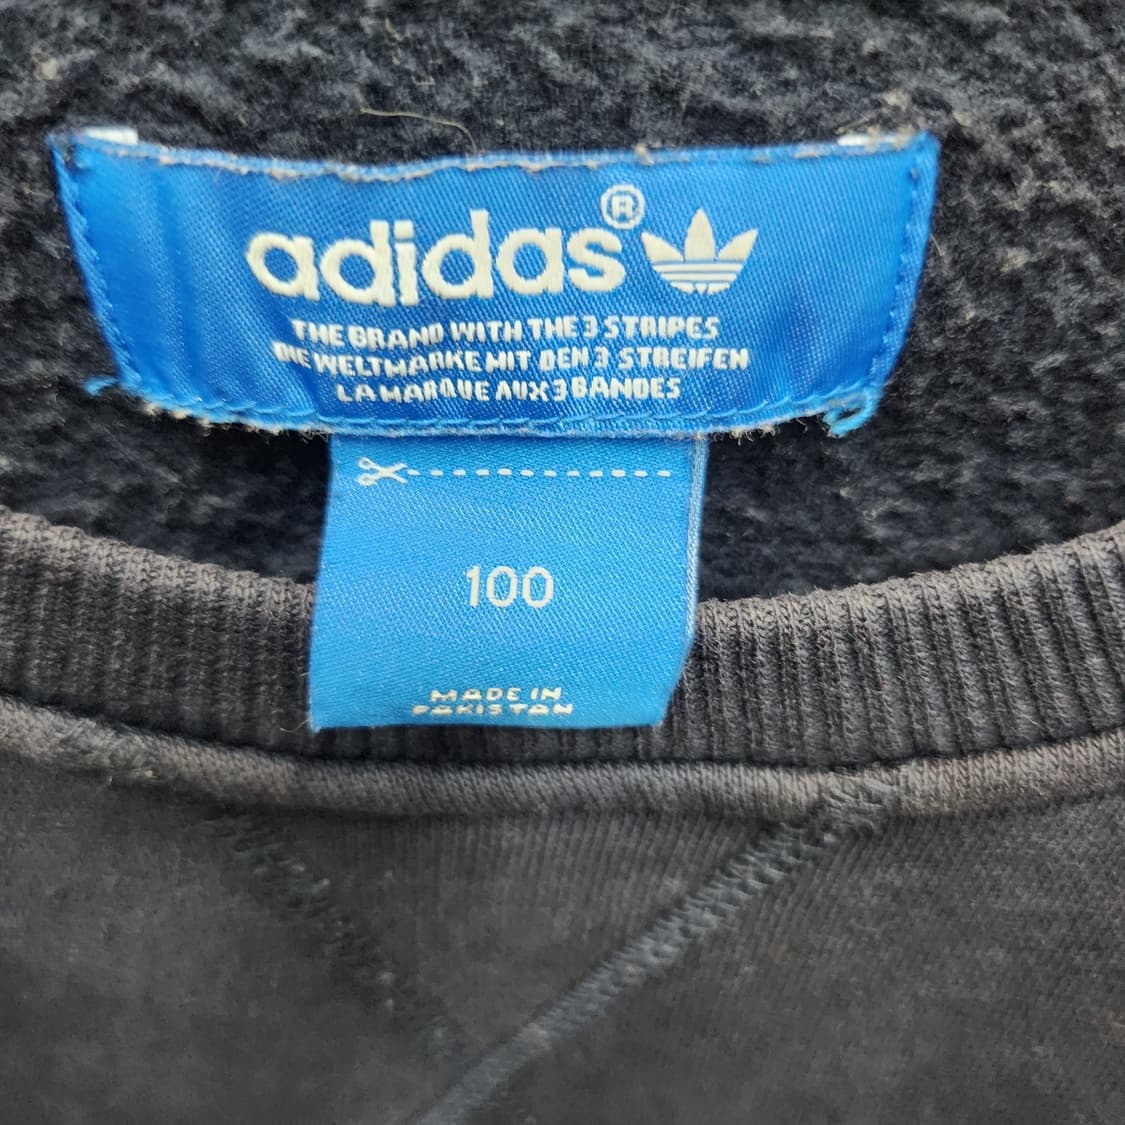 adidas®
THE BRAND WITH THE 3 STRIPES
DIE WELTMARKE MIT DEN 3 STREIFEN
LA MARQUE AUX 3 BANDES
100
MADE IN
PAKISTAN